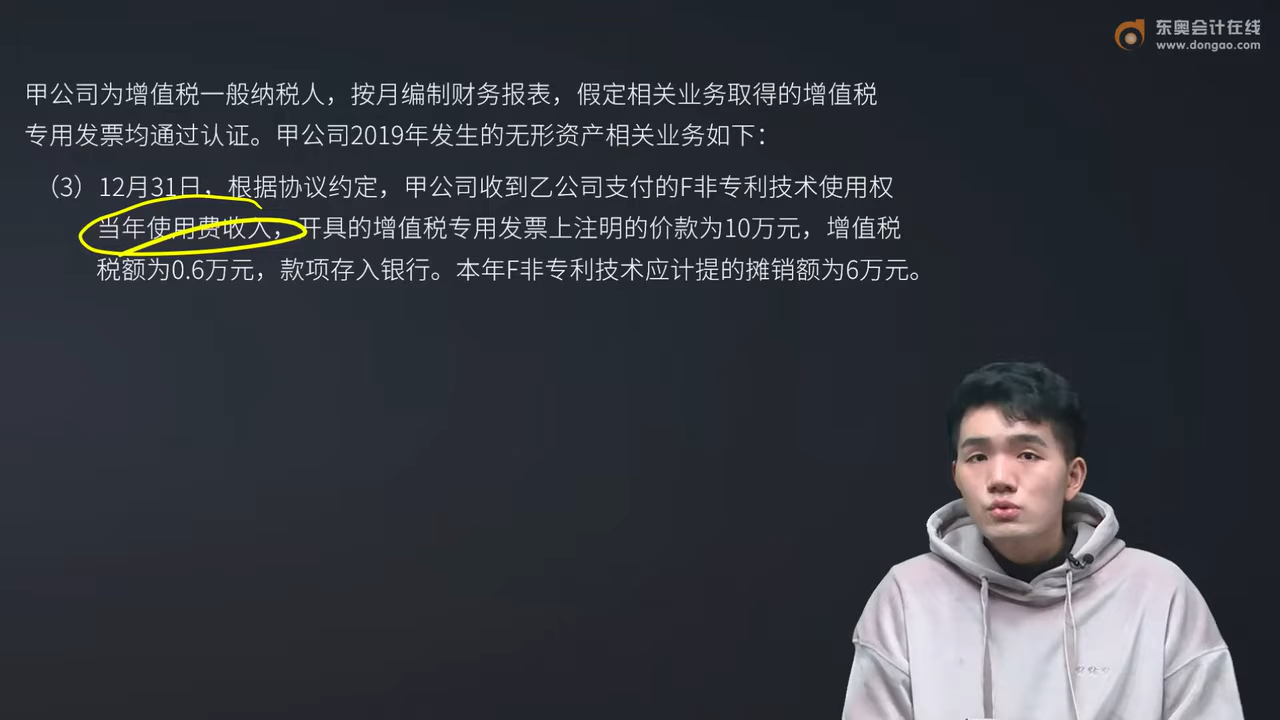 东奥会计在线
www.dongao.com
甲公司为增值税一般纳税人，按月编制财务报表，假定相关业务取得的增值税
专用发票均通过认证。甲公司2019年发生的无形资产相关业务如下：
（3）12月31日，根据协议约定，甲公司收到乙公司支付的F非专利技术使用权
当年使用费收入，开具的增值税专用发票上注明的价款为10万元，增值税
税额为0.6万元，款项存入银行。本年F非专利技术应计提的摊销额为6万元。